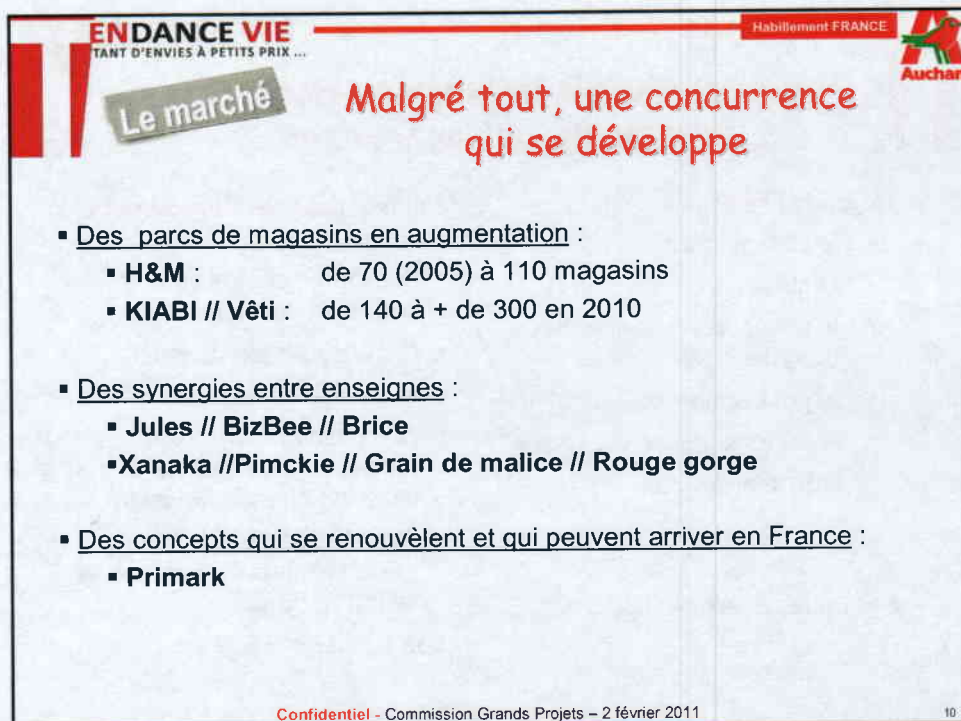 ENDANCE VIE
TANT D'ENVIES À PETITS PRIX ...
Habillement FRANCE
Auchan
Le marché
Malgré tout, une concurrence
qui se développe
▪ Des parcs de magasins en augmentation :
▪ H&M : de 70 (2005) à 110 magasins
▪ KIABI // Vêti : de 140 à + de 300 en 2010
▪ Des synergies entre enseignes :
▪ Jules // BizBee // Brice
▪Xanaka //Pimckie // Grain de malice // Rouge gorge
▪ Des concepts qui se renouvèlent et qui peuvent arriver en France :
▪ Primark
Confidentiel - Commission Grands Projets – 2 février 2011
10